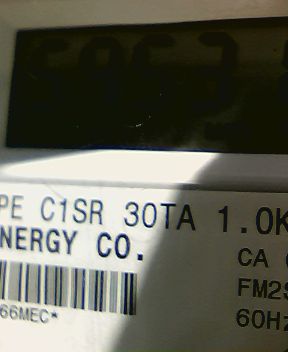 PE C1SR 30TA 1.0K
NERGY CO.
CA
FM2S
66MEC*
60Hz